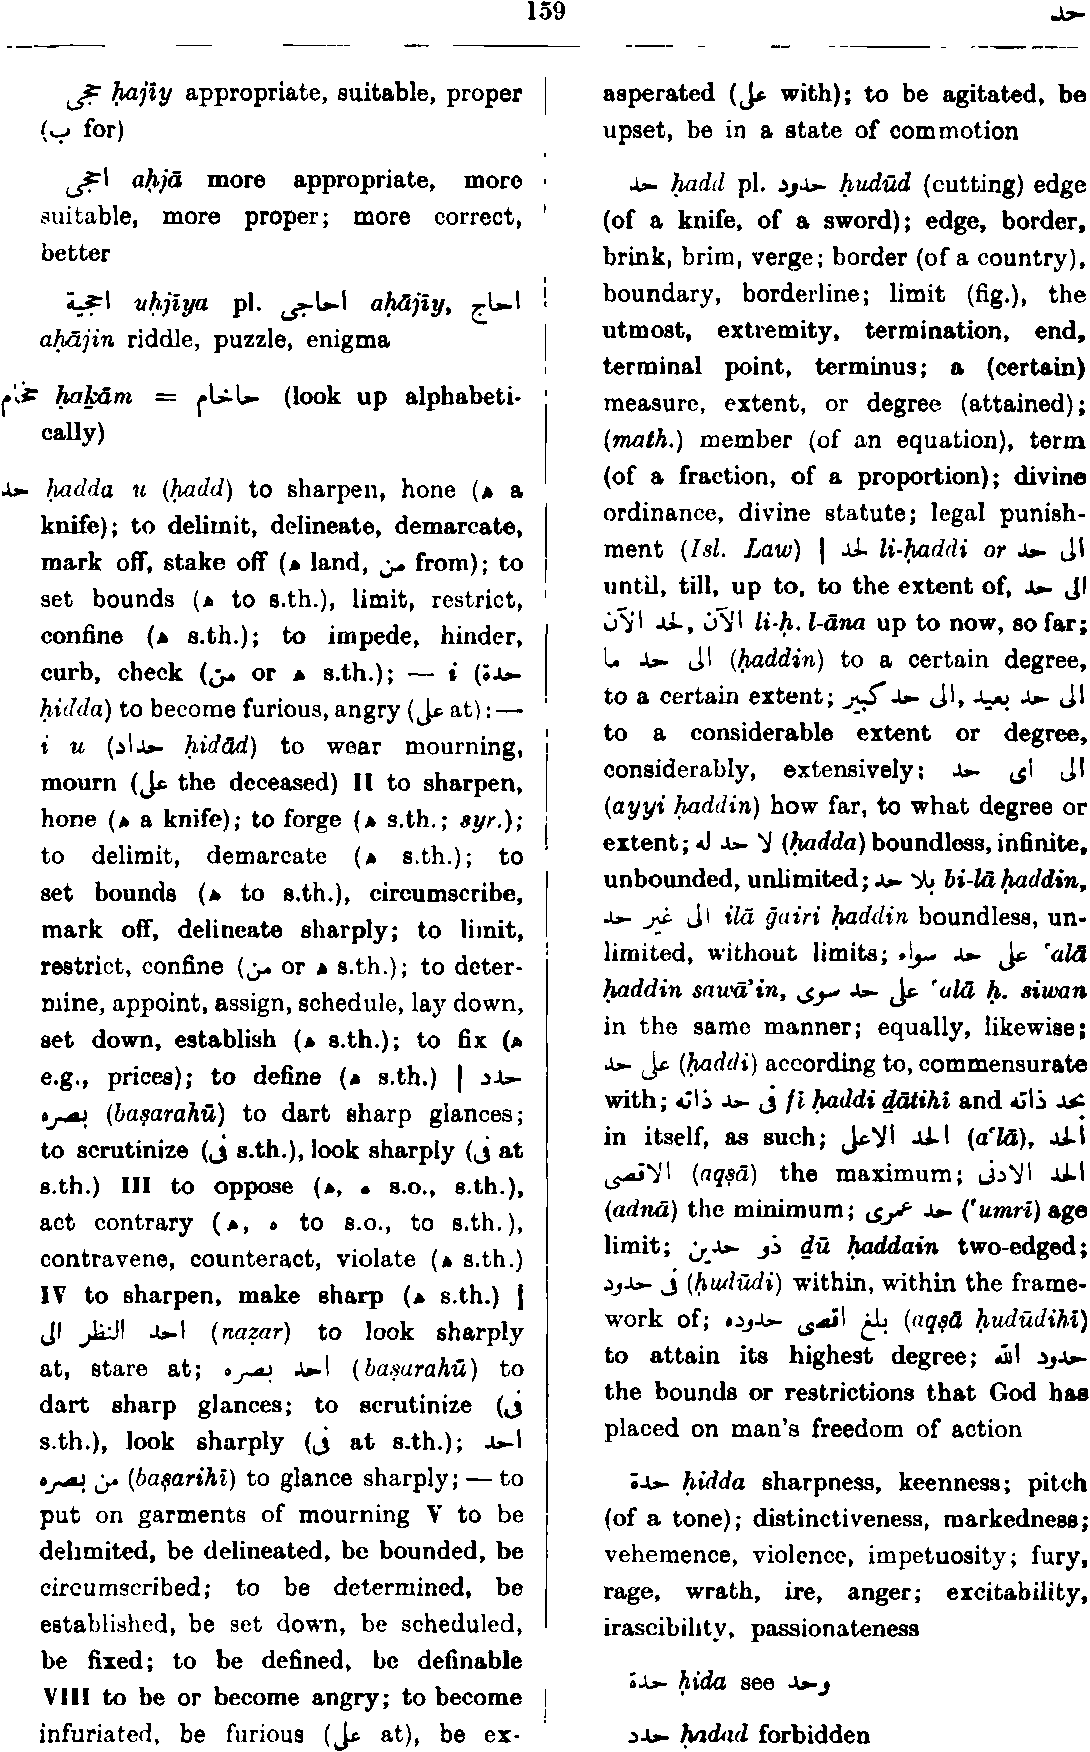 159
حد
حجى ḥajīy appropriate, suitable, proper
(ب for)
احجى aḥjā more appropriate, more
suitable, more proper; more correct,
better
احجية uḥjīya pl. احاجى aḥājīy, احاج
aḥājin riddle, puzzle, enigma
حخام ḥaḵām = حاخام (look up alphabeti-
cally)
حد ḥadda u (ḥadd) to sharpen, hone (ه a
knife); to delimit, delineate, demarcate,
mark off, stake off (ه land, من from); to
set bounds (ه to s.th.), limit, restrict,
confine (ه s.th.); to impede, hinder,
curb, check (من or ه s.th.); — i (حدة
ḥidda) to become furious, angry (على at): —
i u (حداد ḥidād) to wear mourning,
mourn (على the deceased) II to sharpen,
hone (ه a knife); to forge (ه s.th.; syr.);
to delimit, demarcate (ه s.th.); to
set bounds (ه to s.th.), circumscribe,
mark off, delineate sharply; to limit,
restrict, confine (من or ه s.th.); to deter-
mine, appoint, assign, schedule, lay down,
set down, establish (ه s.th.); to fix (ه
e.g., prices); to define (ه s.th.) | حدد
بصره (baṣarahū) to dart sharp glances;
to scrutinize (فى s.th.), look sharply (فى at
s.th.) III to oppose (ه, ه s.o., s.th.),
act contrary (ه, ه to s.o., to s.th.),
contravene, counteract, violate (ه s.th.)
IV to sharpen, make sharp (ه s.th.) |
احد النظر الى (naẓar) to look sharply
at, stare at; احد بصره (baṣarahū) to
dart sharp glances; to scrutinize (فى
s.th.), look sharply (فى at s.th.); احد
من بصره (baṣarihī) to glance sharply; — to
put on garments of mourning V to be
delimited, be delineated, be bounded, be
circumscribed; to be determined, be
established, be set down, be scheduled,
be fixed; to be defined, be definable
VIII to be or become angry; to become
infuriated, be furious (على at), be ex-
asperated (على with); to be agitated, be
upset, be in a state of commotion
حد ḥadd pl. حدود ḥudūd (cutting) edge
(of a knife, of a sword); edge, border,
brink, brim, verge; border (of a country),
boundary, borderline; limit (fig.), the
utmost, extremity, termination, end,
terminal point, terminus; a (certain)
measure, extent, or degree (attained);
(math.) member (of an equation), term
(of a fraction, of a proportion); divine
ordinance, divine statute; legal punish-
ment (Isl. Law) | لحد li-ḥaddi or الى حد
until, till, up to, to the extent of, الى حد
الآن, لحد الآن li-ḥ. l-āna up to now, so far;
الى حد ما (ḥaddin) to a certain degree,
to a certain extent; الى حد بعيد, الى حد كبير
to a considerable extent or degree,
considerably, extensively; الى اى حد
(ayyi ḥaddin) how far, to what degree or
extent; لا حد له (ḥadda) boundless, infinite,
unbounded, unlimited; بلا حد bi-lā ḥaddin,
الى غير حد ilā ḡairi ḥaddin boundless, un-
limited, without limits; على حد سواء ʿalā
ḥaddin sawāʾin, على حد سوى ʿalā ḥ. siwan
in the same manner; equally, likewise;
على حد (ḥaddi) according to, commensurate
with; فى حد ذاته fī ḥaddi ḏātihī and بحد ذاته
in itself, as such; الحد الاعلى (aʿlā), الحد
الاقصى (aqṣā) the maximum; الحد الادنى
(adnā) the minimum; حد عمرى (ʿumrī) age
limit; ذو حدين ḏū ḥaddain two-edged;
فى حدود (ḥudūdi) within, within the frame-
work of; بلغ اقصى حدوده (aqṣā ḥudūdihī)
to attain its highest degree; حدود الله
the bounds or restrictions that God has
placed on man's freedom of action
حدة ḥidda sharpness, keenness; pitch
(of a tone); distinctiveness, markedness;
vehemence, violence, impetuosity; fury,
rage, wrath, ire, anger; excitability,
irascibility, passionateness
حدة ḥida see وحد
حدد ḥadad forbidden